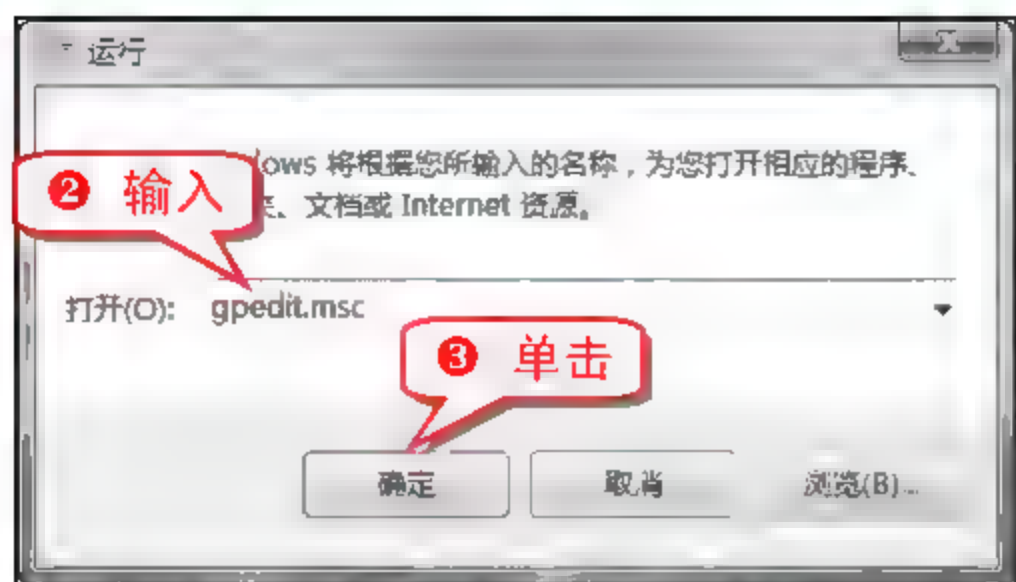 运行
ows 将根据您所输入的名称，为您打开相应的程序、
❷ 输入
、文档或 Internet 资源。
打开(O): gpedit.msc
❸ 单击
确定 取消 浏览(B)...